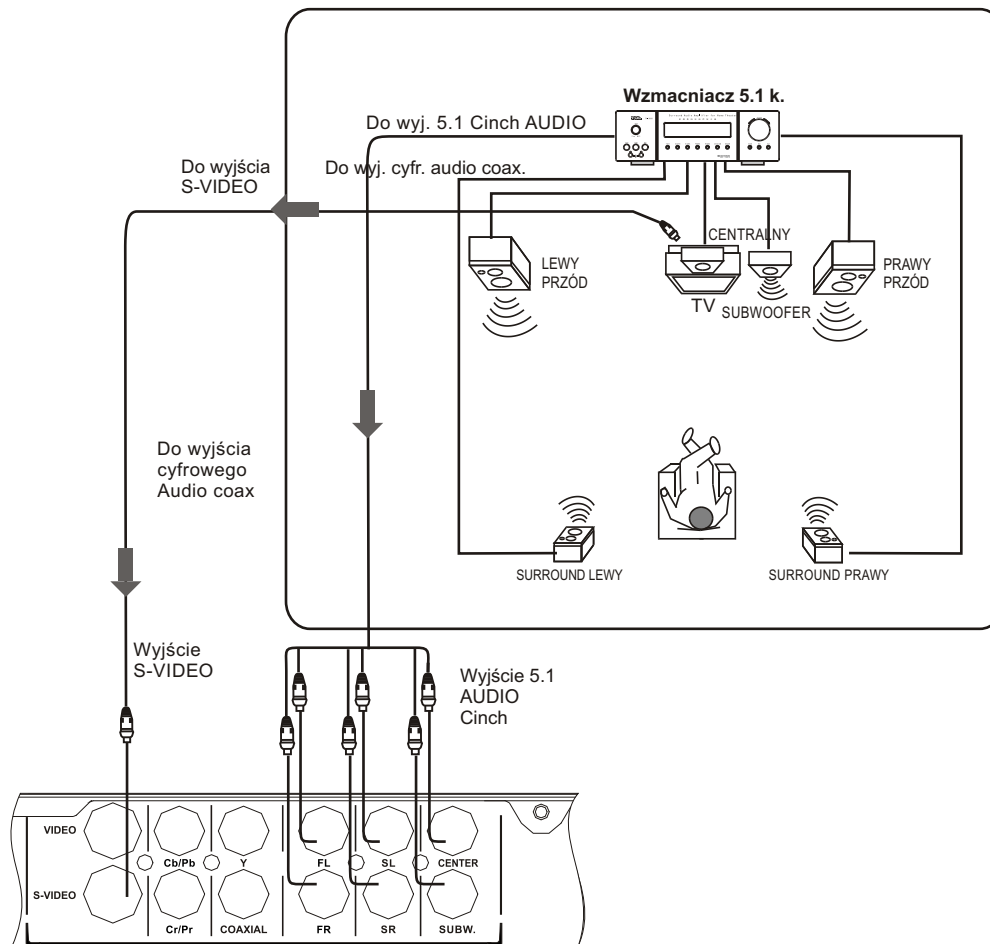 Wzmacniacz 5.1 k.
Do wyj. 5.1 Cinch AUDIO
Do wyjścia
S-VIDEO
Do wyj. cyfr. audio coax.
CENTRALNY
LEWY
PRZÓD
PRAWY
PRZÓD
TV
SUBWOOFER
Do wyjścia
cyfrowego
Audio coax
SURROUND LEWY
SURROUND PRAWY
Wyjście
S-VIDEO
Wyjście 5.1
AUDIO
Cinch
VIDEO
Cb/Pb
Y
FL
SL
CENTER
S-VIDEO
Cr/Pr
COAXIAL
FR
SR
SUBW.